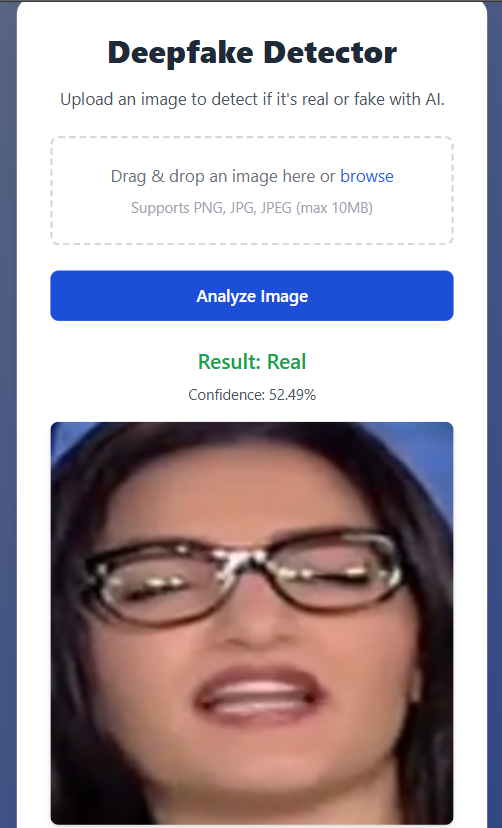 Deepfake Detector
Upload an image to detect if it's real or fake with AI.
Drag & drop an image here or browse
Supports PNG, JPG, JPEG (max 10MB)
Analyze Image
Result: Real
Confidence: 52.49%